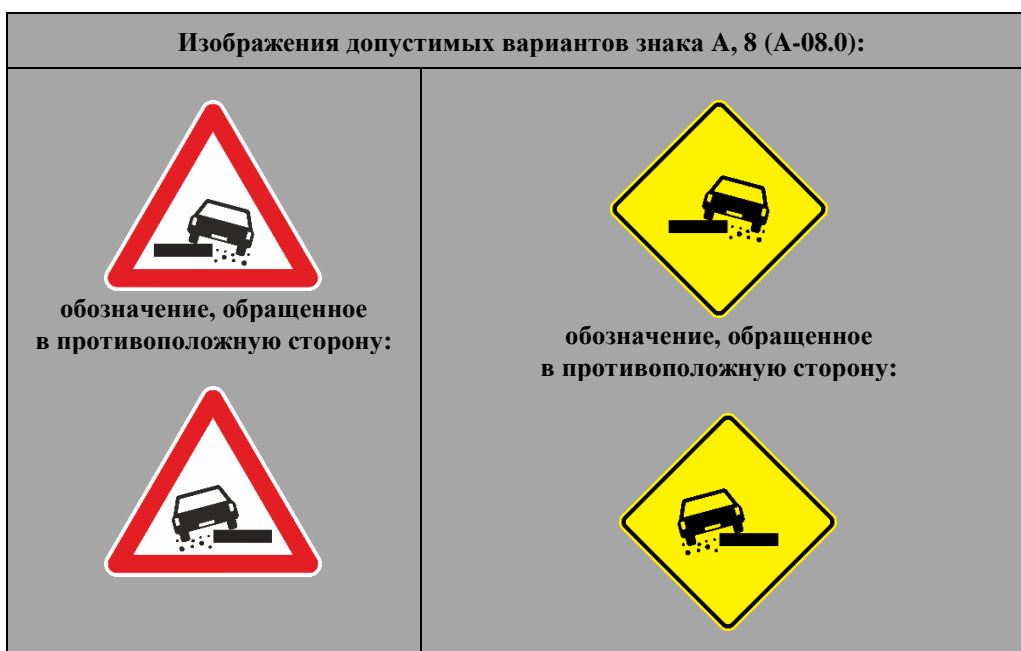 Изображения допустимых вариантов знака A, 8 (A-08.0):
обозначение, обращенное
в противоположную сторону:
обозначение, обращенное
в противоположную сторону: